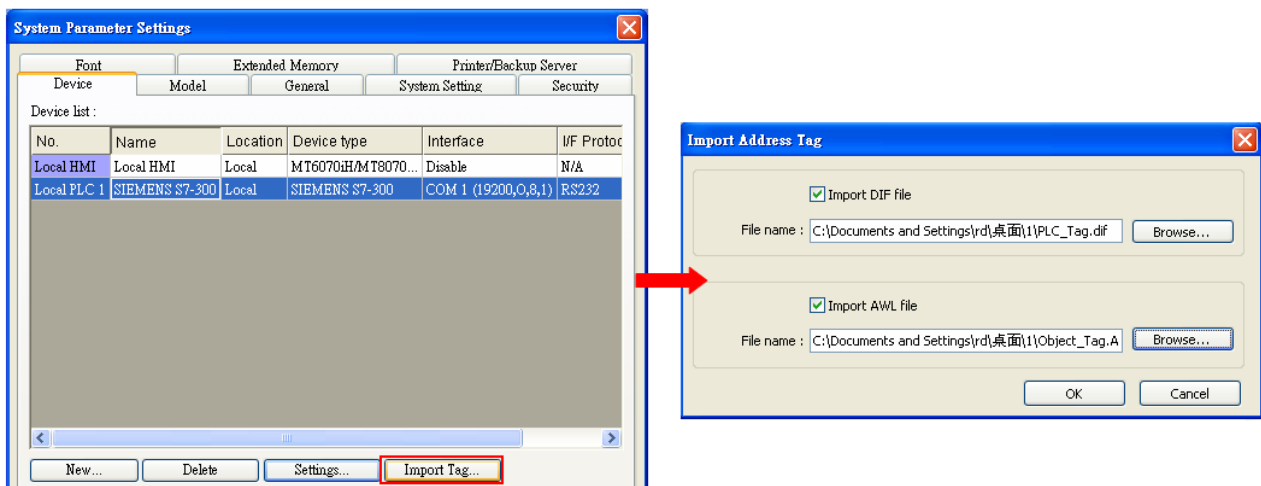 System Parameter Settings
Font Extended Memory Printer/Backup Server
Device Model General System Setting Security
Device list :
No. Name Location Device type Interface I/F Protoc
Local HMI Local HMI Local MT6070iH/MT8070... Disable N/A
Local PLC 1 SIEMENS S7-300 Local SIEMENS S7-300 COM 1 (19200,O,8,1) RS232
New... Delete Settings... Import Tag...
Import Address Tag
Import DIF file
File name : C:\Documents and Settings\rd\桌面\1\PLC_Tag.dif Browse...
Import AWL file
File name : C:\Documents and Settings\rd\桌面\1\Object_Tag.A Browse...
OK Cancel